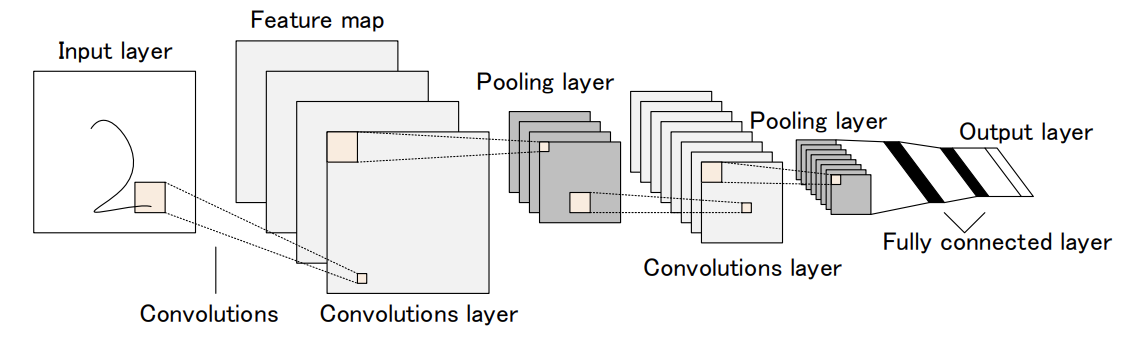 Feature map
Input layer
Pooling layer
Pooling layer
Output layer
Fully connected layer
Convolutions layer
Convolutions
Convolutions layer